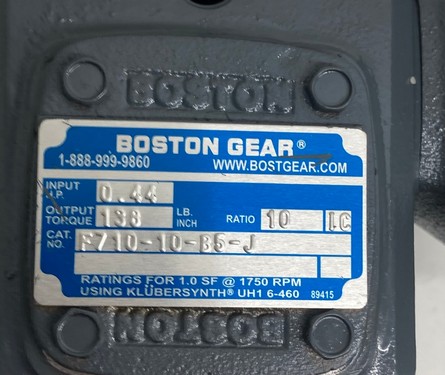 BOSTON
BOSTON GEAR®
1-888-999-9860 WWW.BOSTGEAR.COM
INPUT H.P. 0.44
OUTPUT TORQUE 138 LB. INCH RATIO 10 LC
CAT. NO. F710-10-B5-J
RATINGS FOR 1.0 SF @ 1750 RPM
USING KLÜBERSYNTH® UH1 6-460 89415
BOSTON